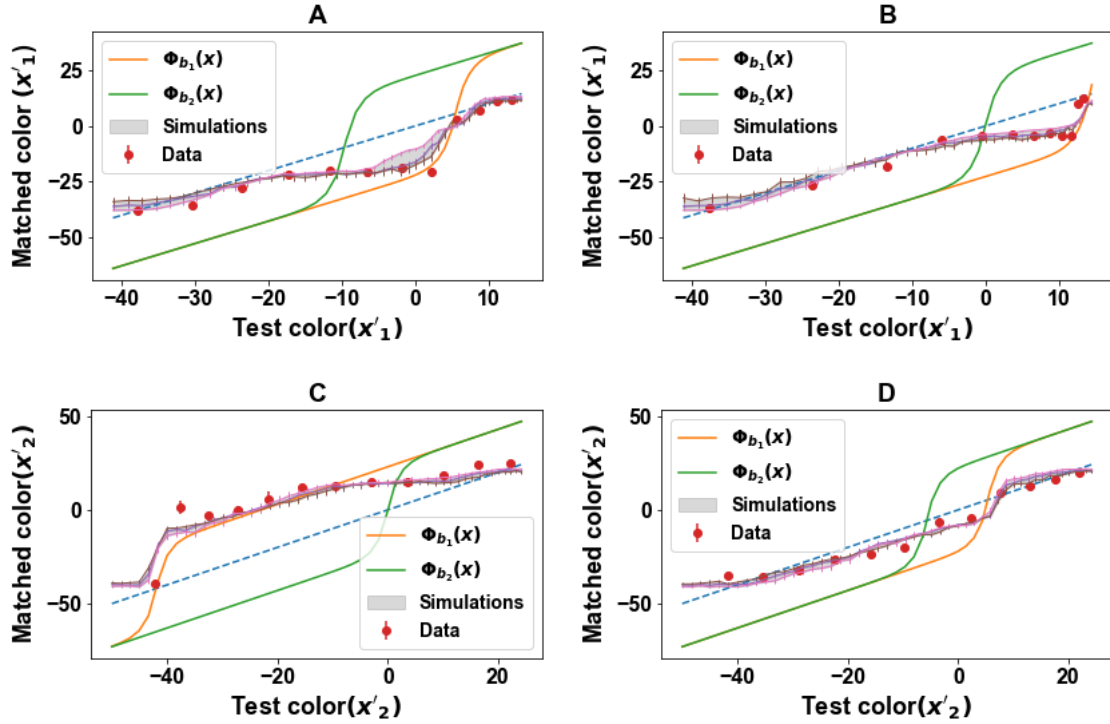 A
Matched color (x'₁)
25
0
−25
−50
Φb₁(x)
Φb₂(x)
Simulations
Data
−40 −30 −20 −10 0 10
Test color(x'₁)
B
Matched color(x'₁)
25
0
−25
−50
Φb₁(x)
Φb₂(x)
Simulations
Data
−40 −30 −20 −10 0 10
Test color(x'₁)
C
Matched color(x'₂)
50
0
−50
Φb₁(x)
Φb₂(x)
Simulations
Data
−40 −20 0 20
Test color(x'₂)
D
Matched color(x'₂)
50
0
−50
Φb₁(x)
Φb₂(x)
Simulations
Data
−40 −20 0 20
Test color(x'₂)